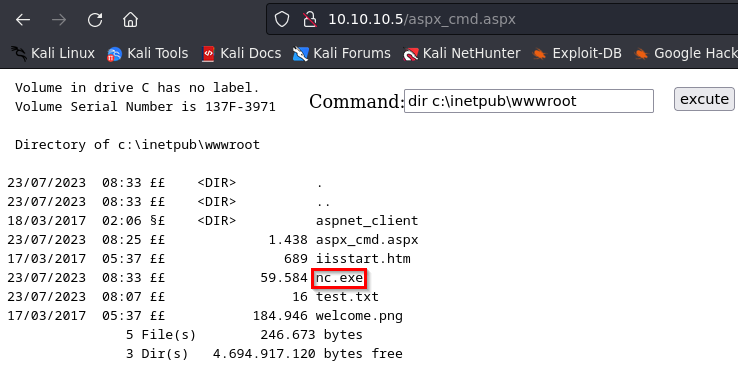 10.10.10.5/aspx_cmd.aspx
Kali Linux Kali Tools Kali Docs Kali Forums Kali NetHunter Exploit-DB Google Hack
Volume in drive C has no label.
Volume Serial Number is 137F-3971
Command: dir c:\inetpub\wwwroot excute
Directory of c:\inetpub\wwwroot
23/07/2023 08:33 ££ <DIR> .
23/07/2023 08:33 ££ <DIR> ..
18/03/2017 02:06 §£ <DIR> aspnet_client
23/07/2023 08:25 ££ 1.438 aspx_cmd.aspx
17/03/2017 05:37 ££ 689 iisstart.htm
23/07/2023 08:33 ££ 59.584 nc.exe
23/07/2023 08:07 ££ 16 test.txt
17/03/2017 05:37 ££ 184.946 welcome.png
5 File(s) 246.673 bytes
3 Dir(s) 4.694.917.120 bytes free